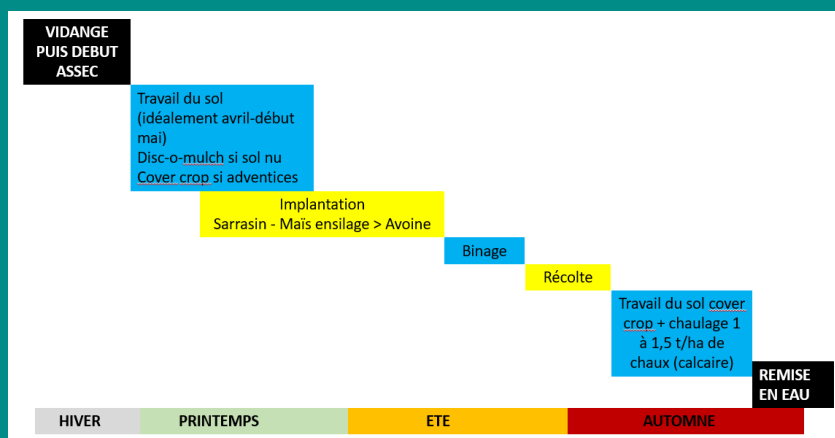 VIDANGE
PUIS DEBUT
ASSEC
Travail du sol
(idéalement avril-début
mai)
Disc-o-mulch si sol nu
Cover crop si adventices
Implantation
Sarrasin - Maïs ensilage > Avoine
Binage
Récolte
Travail du sol cover
crop + chaulage 1
à 1,5 t/ha de
chaux (calcaire)
REMISE
EN EAU
HIVER
PRINTEMPS
ETE
AUTOMNE